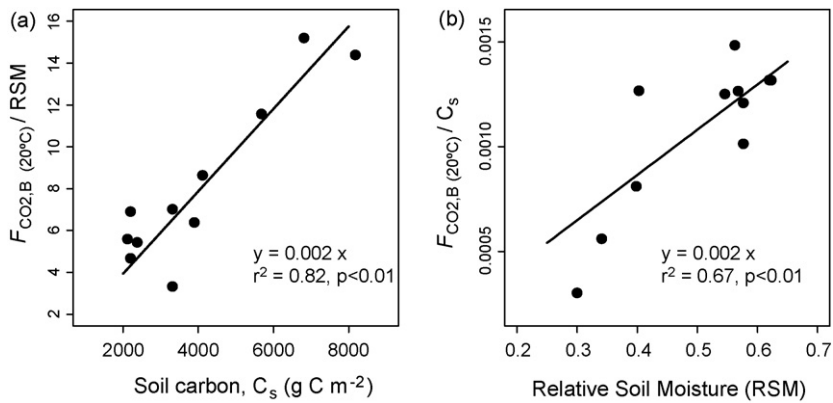 (a)
16
14
12
10
8
6
4
2
F CO2,B (20ºC) / RSM
y = 0.002 x
r² = 0.82, p<0.01
2000 4000 6000 8000
Soil carbon, Cs (g C m⁻²)
(b)
0.0015
0.0010
0.0005
F CO2,B (20ºC) / Cs
y = 0.002 x
r² = 0.67, p<0.01
0.2 0.3 0.4 0.5 0.6 0.7
Relative Soil Moisture (RSM)